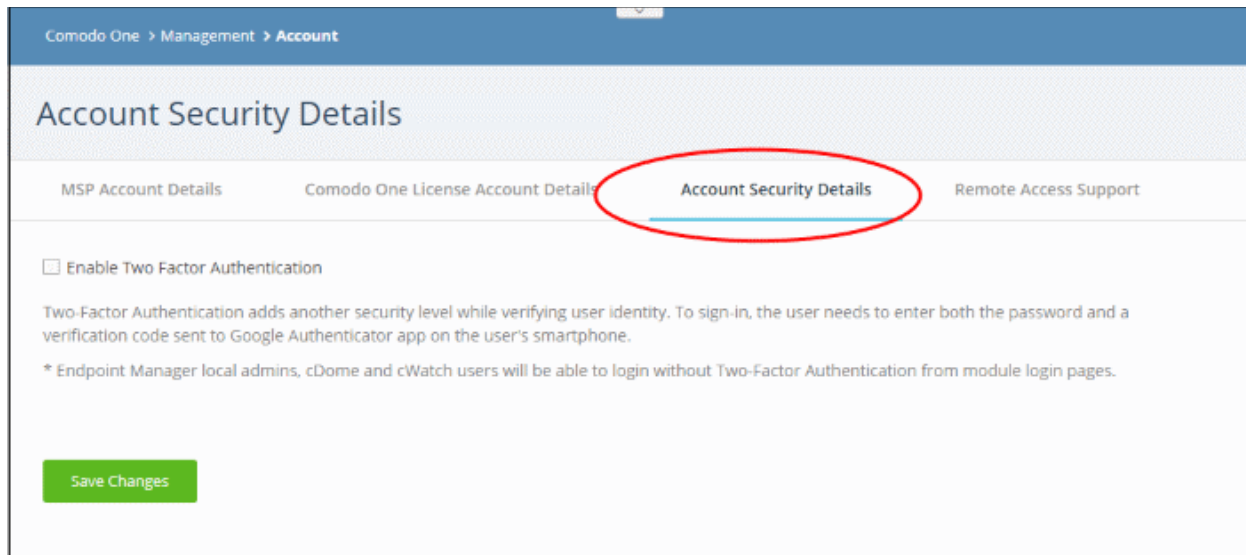 Comodo One > Management > Account
Account Security Details
MSP Account Details Comodo One License Account Details Account Security Details Remote Access Support
Enable Two Factor Authentication
Two-Factor Authentication adds another security level while verifying user identity. To sign-in, the user needs to enter both the password and a
verification code sent to Google Authenticator app on the user's smartphone.
* Endpoint Manager local admins, cDome and cWatch users will be able to login without Two-Factor Authentication from module login pages.
Save Changes